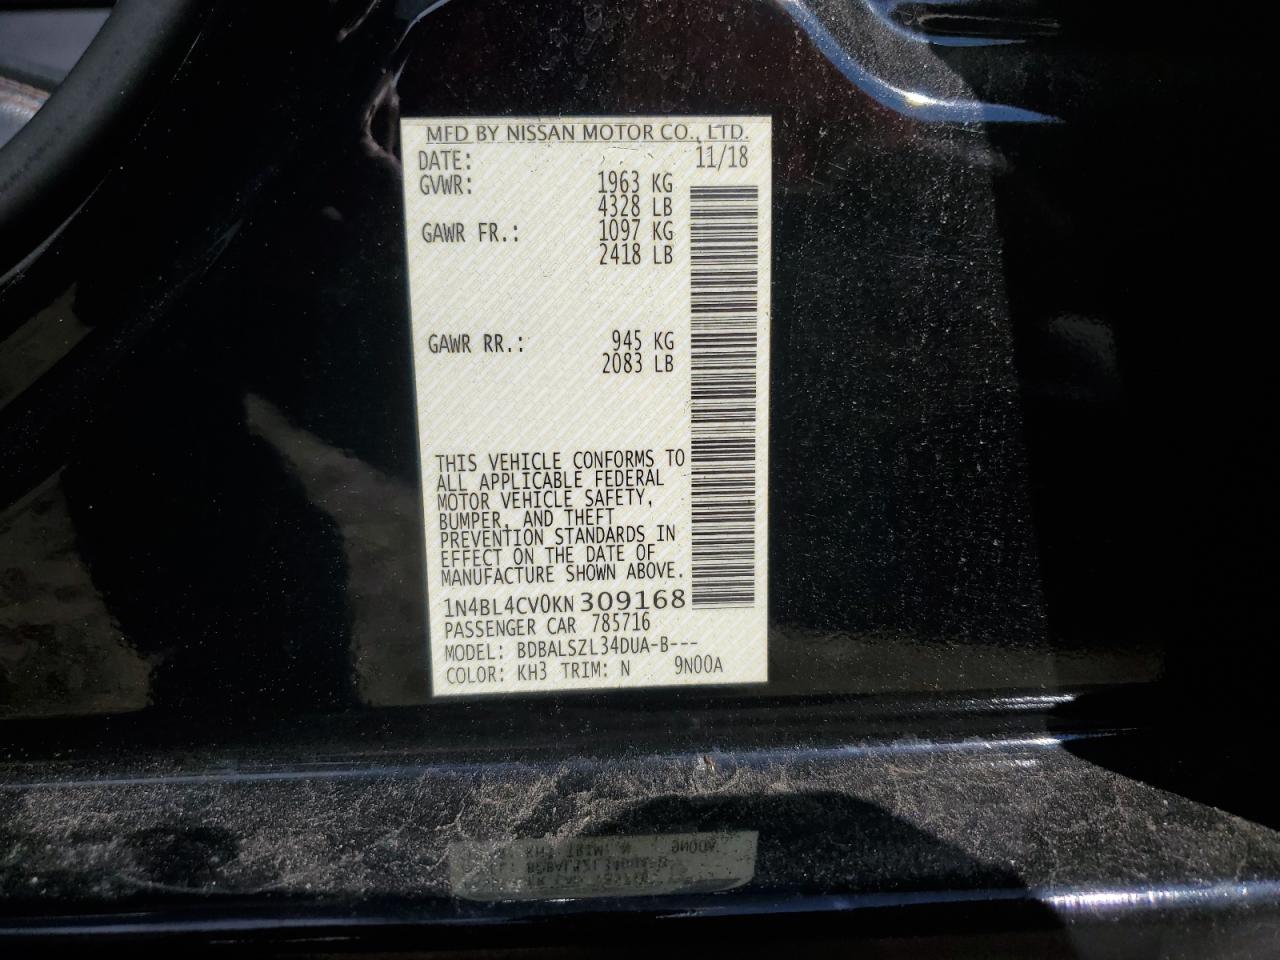 MFD BY NISSAN MOTOR CO., LTD.
DATE: 11/18
GVWR: 1963 KG
4328 LB
GAWR FR.: 1097 KG
2418 LB
GAWR RR.: 945 KG
2083 LB
THIS VEHICLE CONFORMS TO
ALL APPLICABLE FEDERAL
MOTOR VEHICLE SAFETY,
BUMPER, AND THEFT
PREVENTION STANDARDS IN
EFFECT ON THE DATE OF
MANUFACTURE SHOWN ABOVE.
1N4BL4CV0KN309168
PASSENGER CAR 785716
MODEL: BDBALSZL34DUA-B---
COLOR: KH3 TRIM: N 9N00A